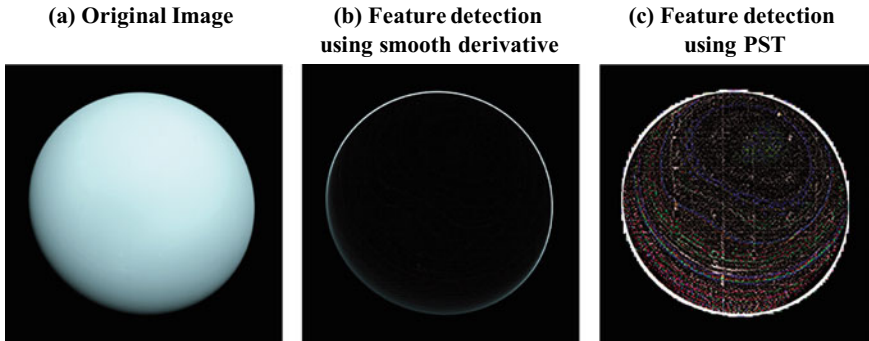 (a) Original Image
(b) Feature detection
using smooth derivative
(c) Feature detection
using PST